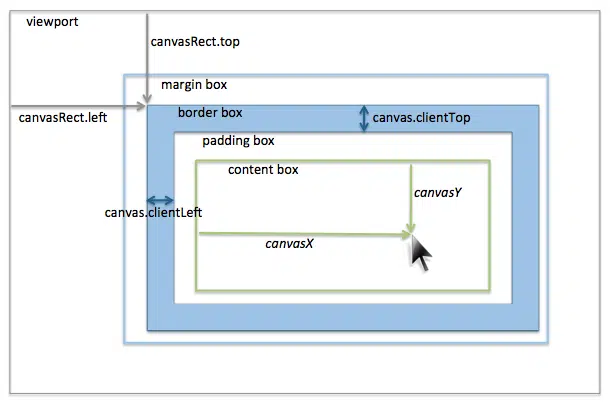 viewport
canvasRect.top
margin box
canvasRect.left
border box
canvas.clientTop
padding box
content box
canvasY
canvas.clientLeft
canvasX